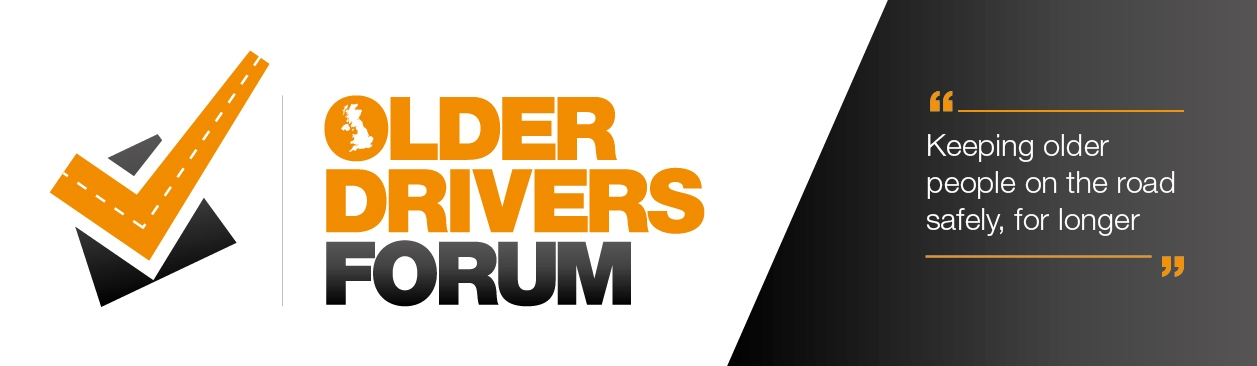 OLDER
DRIVERS
FORUM
“
Keeping older
people on the road
safely, for longer
”